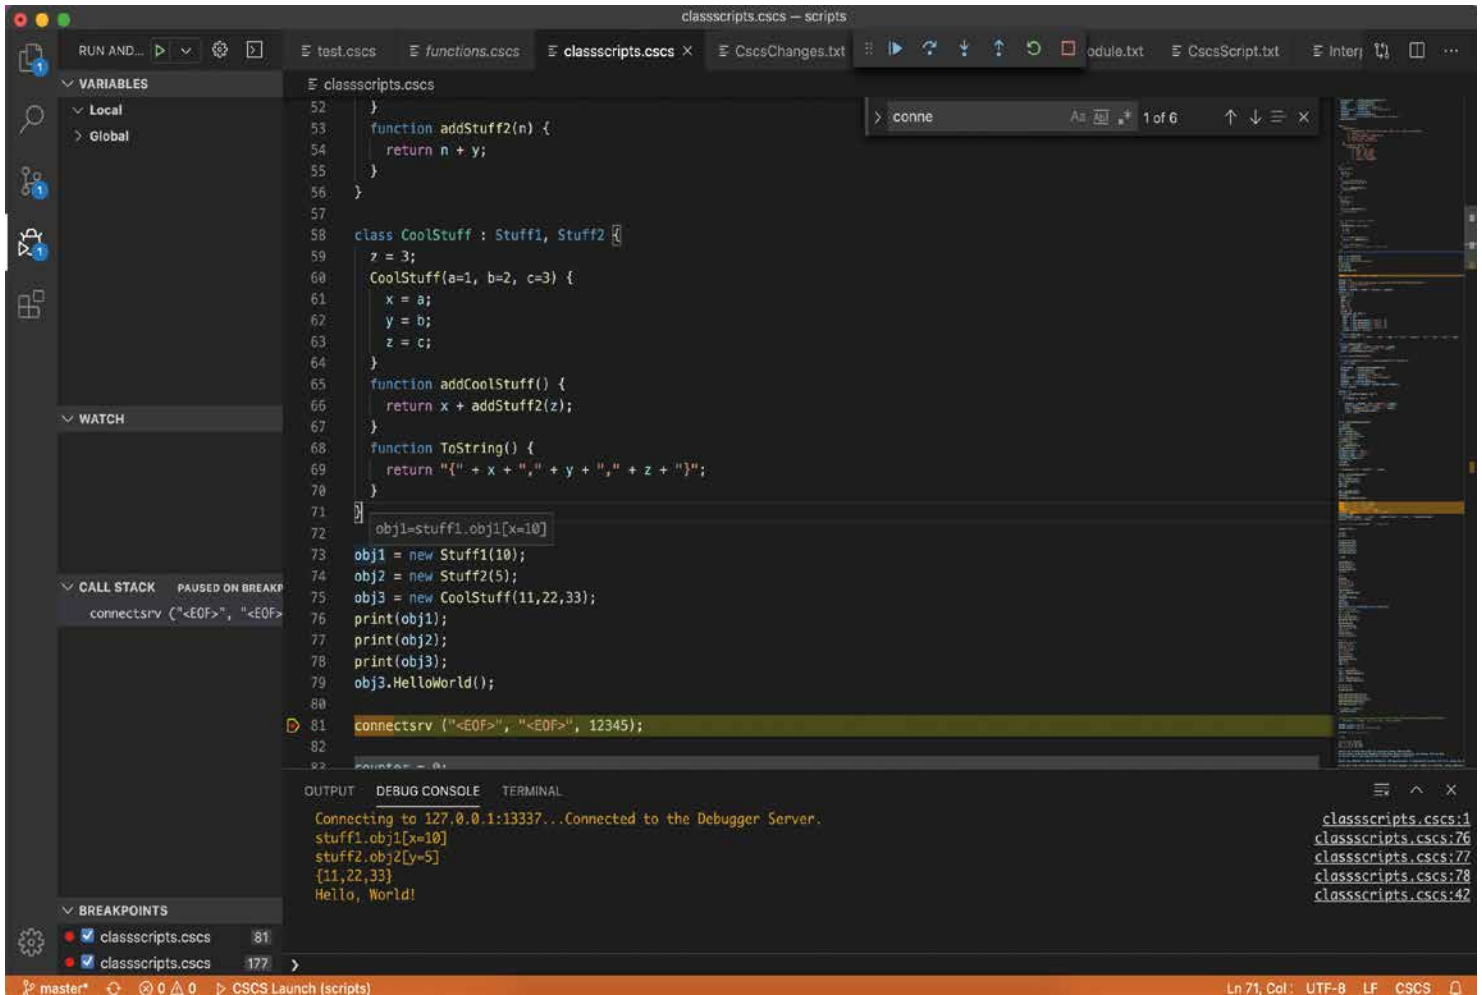 classscripts.cscs — scripts
RUN AND...
test.cscs
functions.cscs
classscripts.cscs
CscsChanges.txt
odule.txt
CscsScript.txt
Inter
VARIABLES
Local
Global
WATCH
CALL STACK PAUSED ON BREAKP
connectsrv ("<EOF>", "<EOF>
BREAKPOINTS
classscripts.cscs 81
classscripts.cscs 177
1
1
1
classscripts.cscs
conne
Aa
Abl
.*
1 of 6
52 }
53 function addStuff2(n) {
54 return n + y;
55 }
56 }
57
58 class CoolStuff : Stuff1, Stuff2 {
59 z = 3;
60 CoolStuff(a=1, b=2, c=3) {
61 x = a;
62 y = b;
63 z = c;
64 }
65 function addCoolStuff() {
66 return x + addStuff2(z);
67 }
68 function ToString() {
69 return "{" + x + "," + y + "," + z + "}";
70 }
71 }
72
obj1=stuff1.obj1[x=10]
73 obj1 = new Stuff1(10);
74 obj2 = new Stuff2(5);
75 obj3 = new CoolStuff(11,22,33);
76 print(obj1);
77 print(obj2);
78 print(obj3);
79 obj3.HelloWorld();
80
81 connectsrv ("<EOF>", "<EOF>", 12345);
82
83 counter = 0;
OUTPUT DEBUG CONSOLE TERMINAL
Connecting to 127.0.0.1:13337...Connected to the Debugger Server. classscripts.cscs:1
stuff1.obj1[x=10] classscripts.cscs:76
stuff2.obj2[y=5] classscripts.cscs:77
{11,22,33} classscripts.cscs:78
Hello, World! classscripts.cscs:42
master* 0 0 CSCS Launch (scripts) Ln 71, Col: UTF-8 LF CSCS